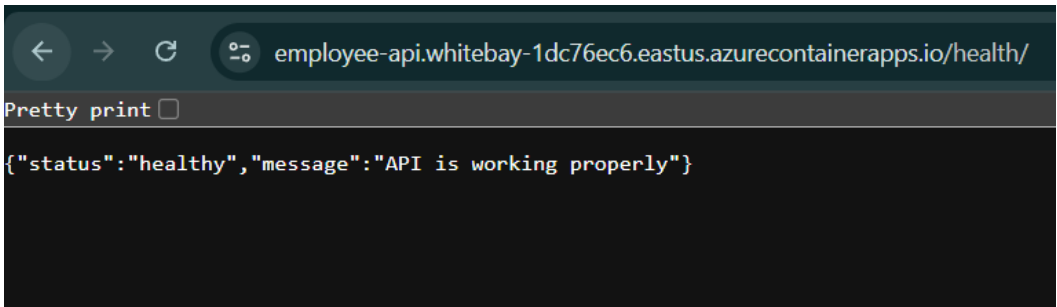 employee-api.whitebay-1dc76ec6.eastus.azurecontainerapps.io/health/
Pretty print
{"status":"healthy","message":"API is working properly"}